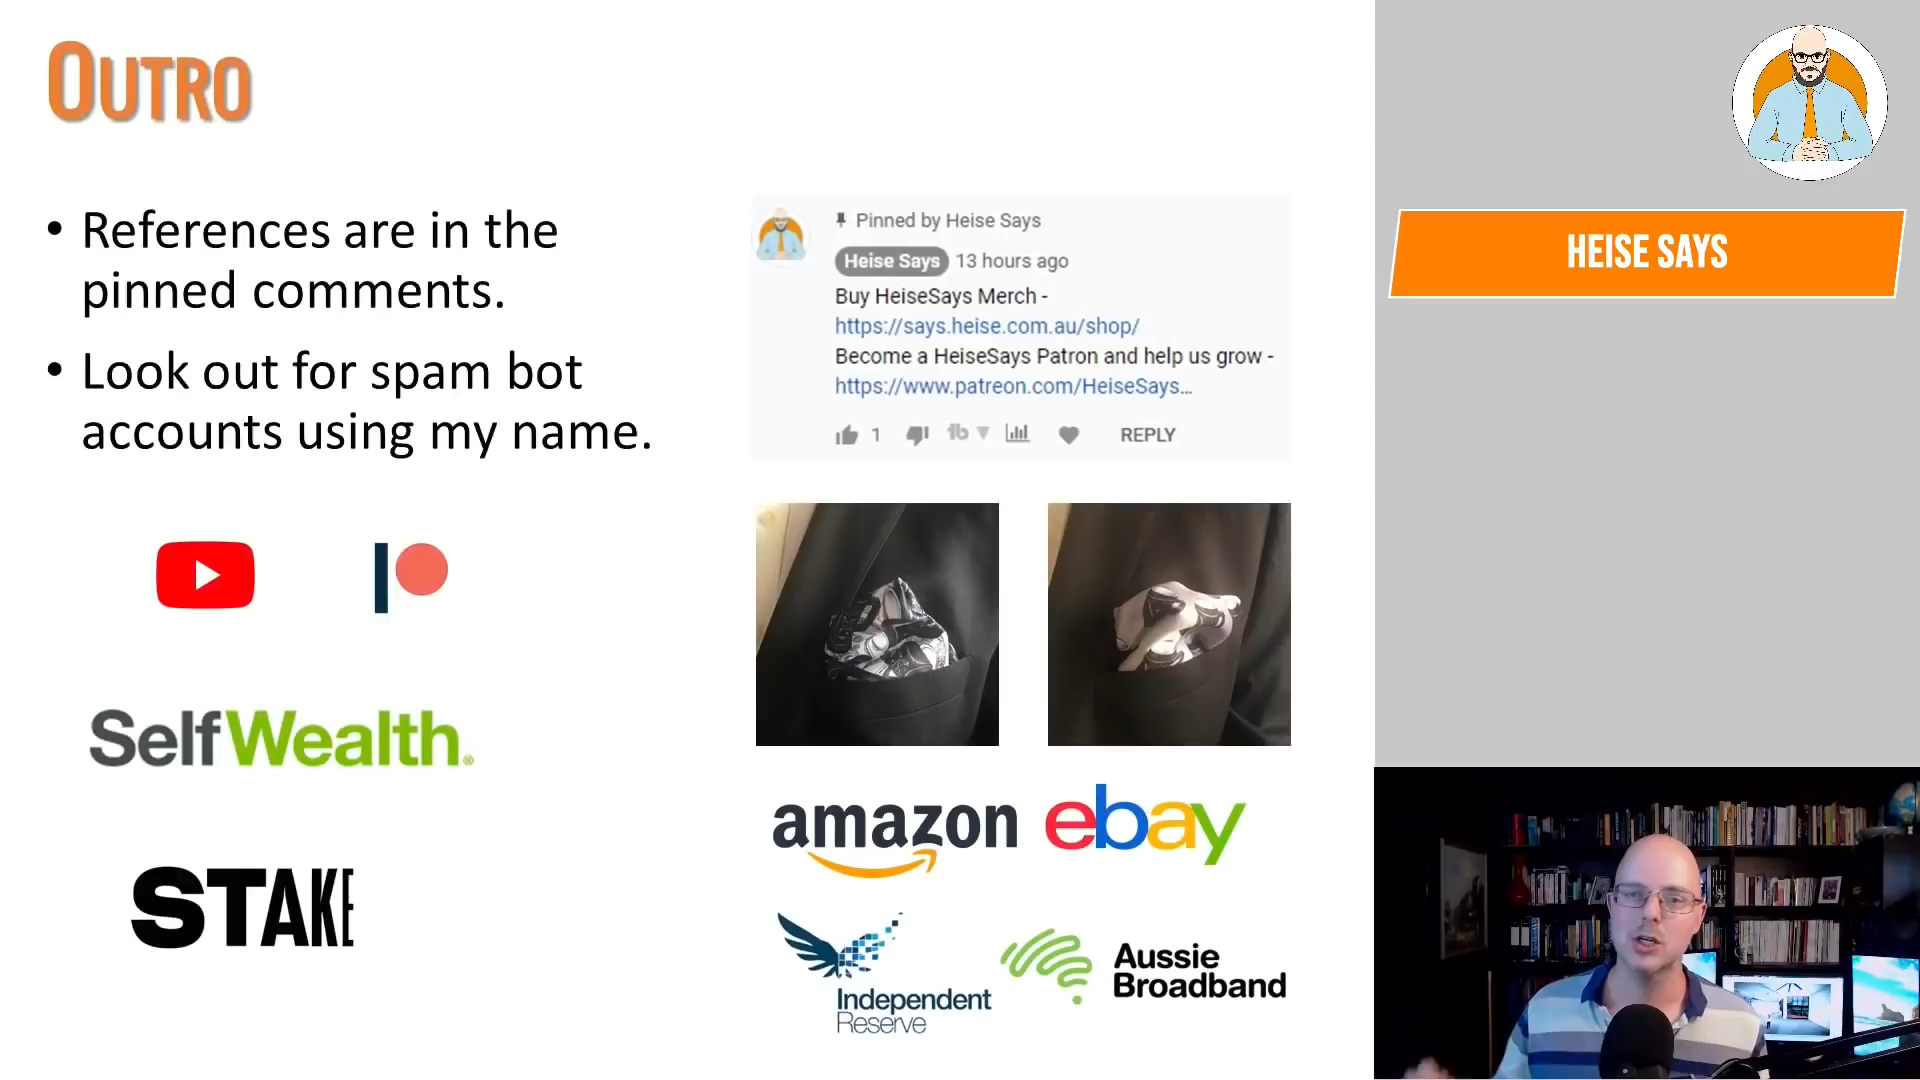 OUTRO
• References are in the
pinned comments.
• Look out for spam bot
accounts using my name.
SelfWealth®
STAKE
Pinned by Heise Says
Heise Says 13 hours ago
Buy HeiseSays Merch -
https://says.heise.com.au/shop/
Become a HeiseSays Patron and help us grow -
https://www.patreon.com/HeiseSays...
1
REPLY
amazon
ebay
Independent
Reserve
Aussie
Broadband
HEISE SAYS